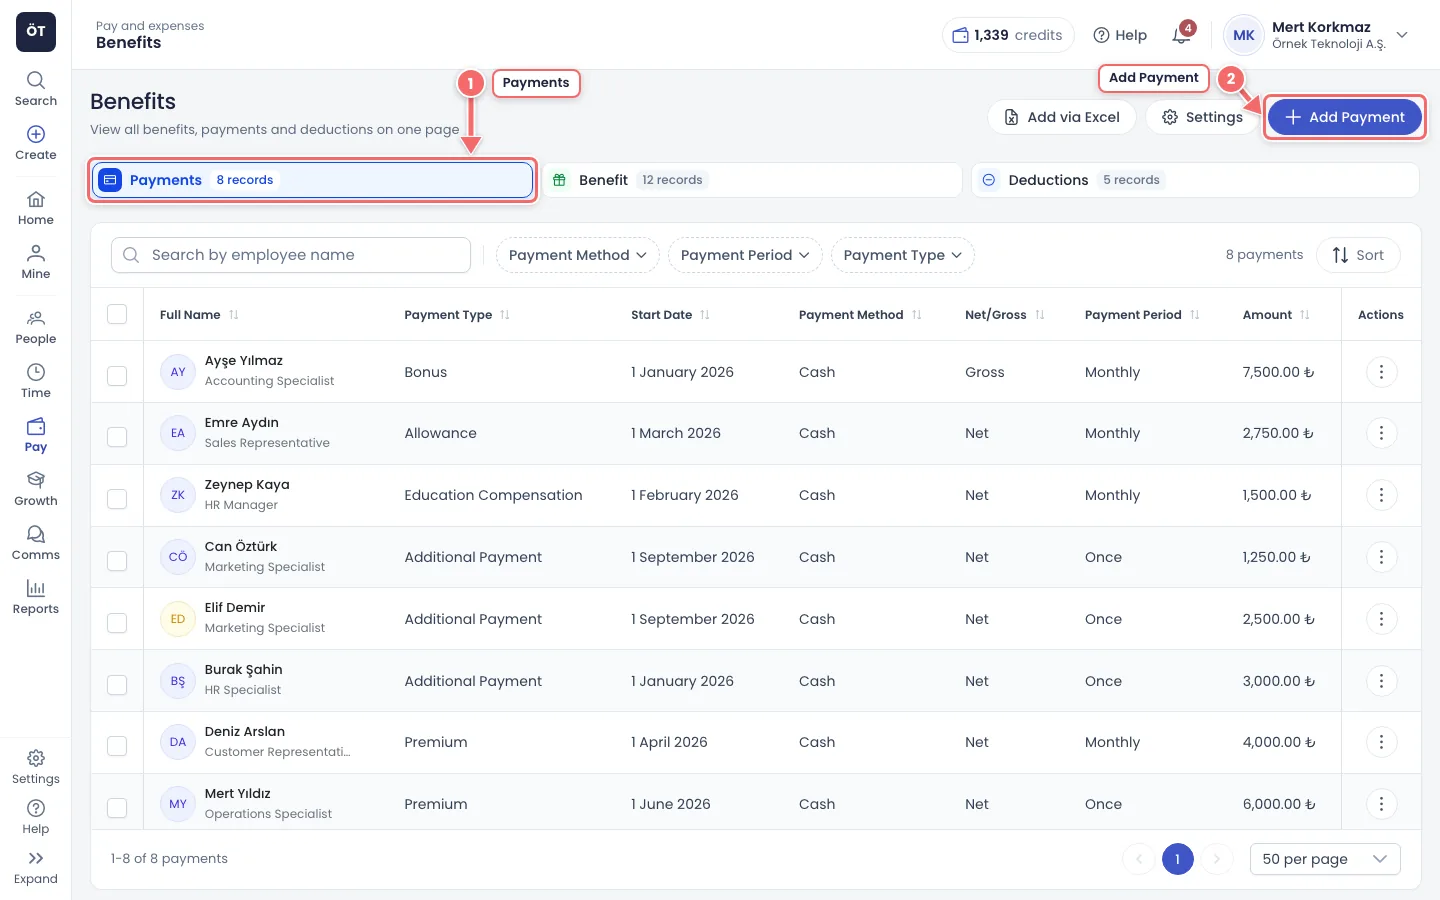 ÖT
Search
Create
Home
Mine
People
Time
Pay
Growth
Comms
Reports
Settings
Help
Expand
Pay and expenses
Benefits
1,339 credits
Help
4
MK
Mert Korkmaz
Örnek Teknoloji A.Ş.
Benefits
View all benefits, payments and deductions on one page
1
Payments
Add Payment
2
Add via Excel
Settings
Add Payment
Payments 8 records
Benefit 12 records
Deductions 5 records
Search by employee name
Payment Method
Payment Period
Payment Type
8 payments
Sort
Full Name Payment Type Start Date Payment Method Net/Gross Payment Period Amount Actions
AY Ayşe Yılmaz
Accounting Specialist
Bonus 1 January 2026 Cash Gross Monthly 7,500.00 ₺
EA Emre Aydın
Sales Representative
Allowance 1 March 2026 Cash Net Monthly 2,750.00 ₺
ZK Zeynep Kaya
HR Manager
Education Compensation 1 February 2026 Cash Net Monthly 1,500.00 ₺
CÖ Can Öztürk
Marketing Specialist
Additional Payment 1 September 2026 Cash Net Once 1,250.00 ₺
ED Elif Demir
Marketing Specialist
Additional Payment 1 September 2026 Cash Net Once 2,500.00 ₺
BŞ Burak Şahin
HR Specialist
Additional Payment 1 January 2026 Cash Net Once 3,000.00 ₺
DA Deniz Arslan
Customer Representati...
Premium 1 April 2026 Cash Net Monthly 4,000.00 ₺
MY Mert Yıldız
Operations Specialist
Premium 1 June 2026 Cash Net Once 6,000.00 ₺
1-8 of 8 payments
1
50 per page